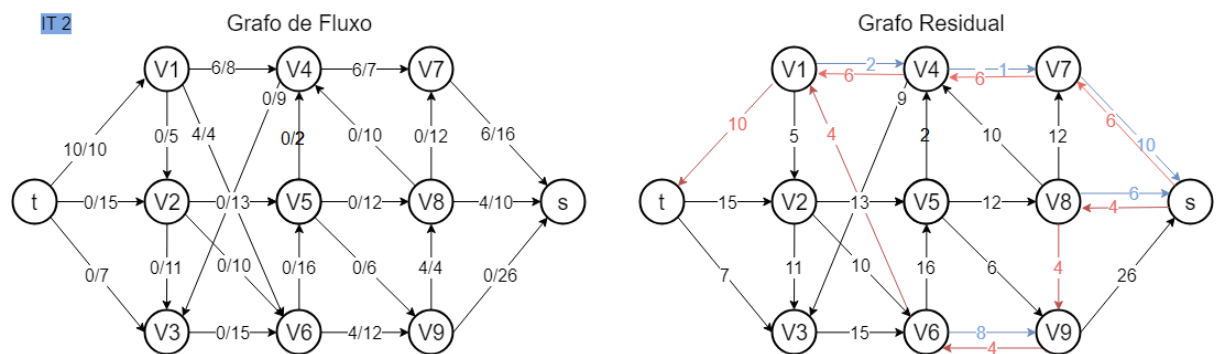 IT 2
Grafo de Fluxo
Grafo Residual
V1 6/8 V4 6/7 V7
0/9
10/10 0/5 4/4 0/2 0/10 0/12 6/16
t 0/15 V2 0/13 V5 0/12 V8 4/10 s
0/7 0/11 0/10 0/16 0/6 4/4 0/26
V3 0/15 V6 4/12 V9
V1 2 V4 1 V7
6 6
10 5 4 9 2 10 12 6 10
t 15 V2 13 V5 12 V8 6 s
4
7 11 10 16 6 4 26
V3 15 V6 8 V9
4